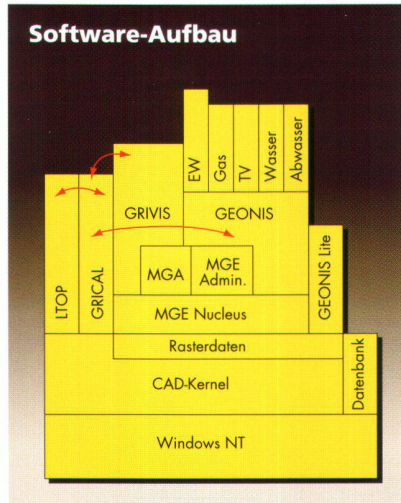 Software-Aufbau
EW
Gas
TV
Wasser
Abwasser
GRIVIS
GEONIS
LTOP
GRICAL
MGA
MGE
Admin.
GEONIS Lite
MGE Nucleus
Rasterdaten
CAD-Kernel
Datenbank
Windows NT